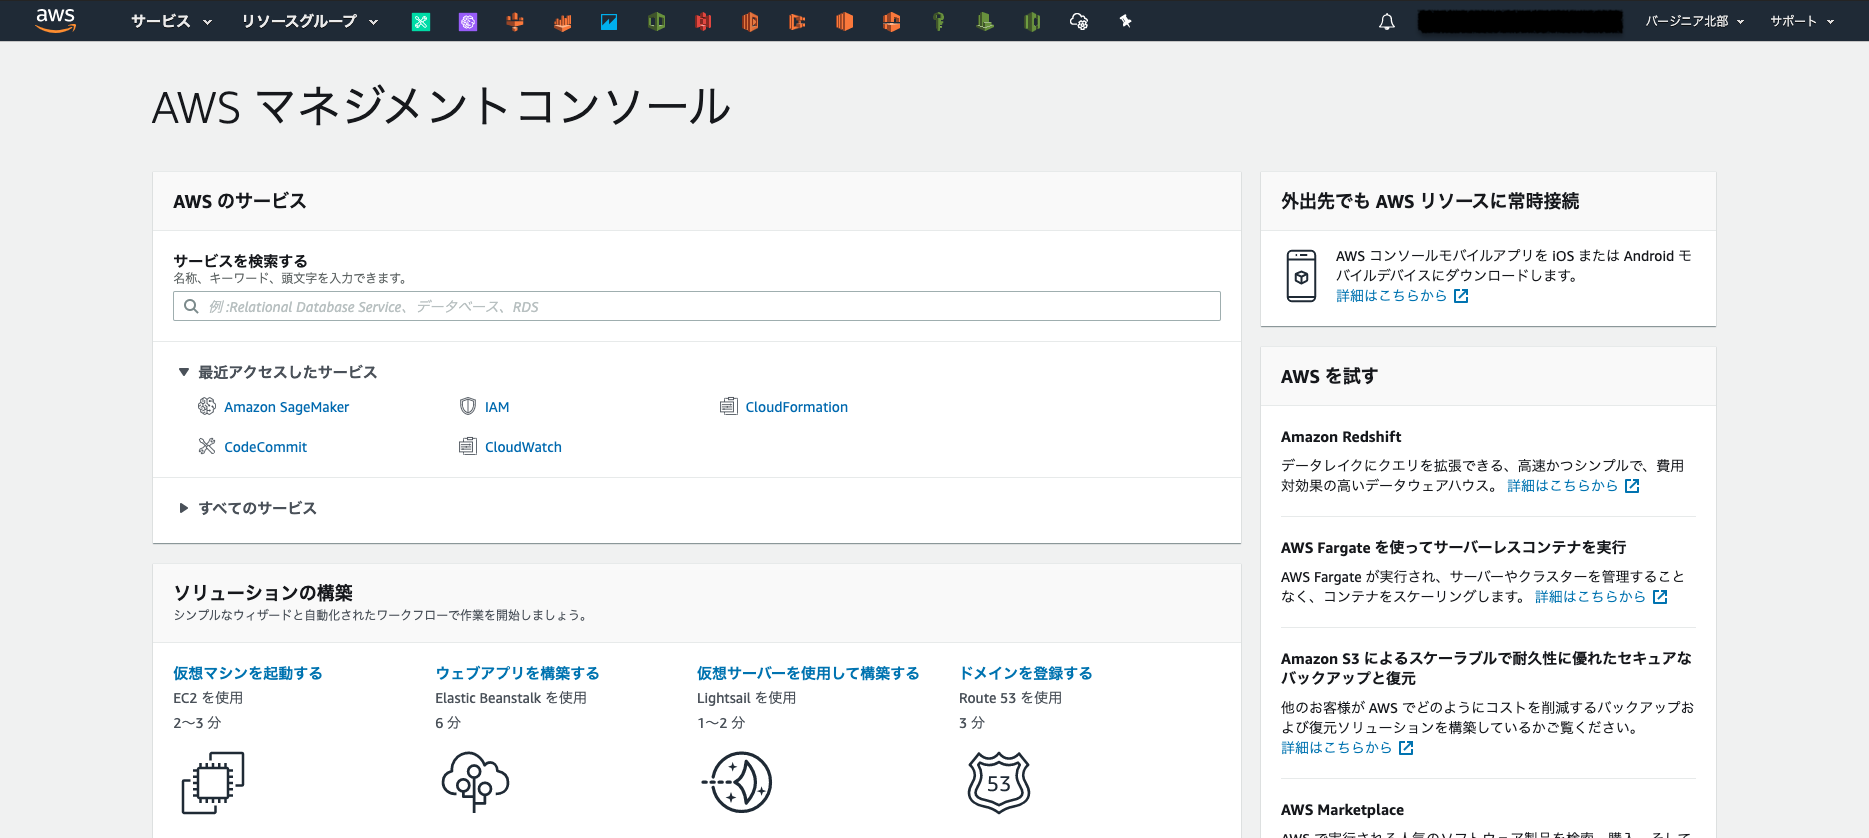 aws サービス リソースグループ バージニア北部 サポート
AWS マネジメントコンソール
AWS のサービス
サービスを検索する
名称、キーワード、頭文字を入力できます。
例 :Relational Database Service、データベース、RDS
最近アクセスしたサービス
Amazon SageMaker IAM CloudFormation
CodeCommit CloudWatch
すべてのサービス
ソリューションの構築
シンプルなウィザードと自動化されたワークフローで作業を開始しましょう。
仮想マシンを起動する
EC2 を使用
2〜3 分
ウェブアプリを構築する
Elastic Beanstalk を使用
6 分
仮想サーバーを使用して構築する
Lightsail を使用
1〜2 分
ドメインを登録する
Route 53 を使用
3 分
53
外出先でも AWS リソースに常時接続
AWS コンソールモバイルアプリを iOS または Android モ
バイルデバイスにダウンロードします。
詳細はこちらから
AWS を試す
Amazon Redshift
データレイクにクエリを拡張できる、高速かつシンプルで、費用
対効果の高いデータウェアハウス。 詳細はこちらから
AWS Fargate を使ってサーバーレスコンテナを実行
AWS Fargate が実行され、サーバーやクラスターを管理すること
なく、コンテナをスケーリングします。 詳細はこちらから
Amazon S3 によるスケーラブルで耐久性に優れたセキュアな
バックアップと復元
他のお客様が AWS でどのようにコストを削減するバックアップお
よび復元ソリューションを構築しているかご覧ください。
詳細はこちらから
AWS Marketplace
AWS で実行される人気のソフトウェア製品を検索、購入、そして